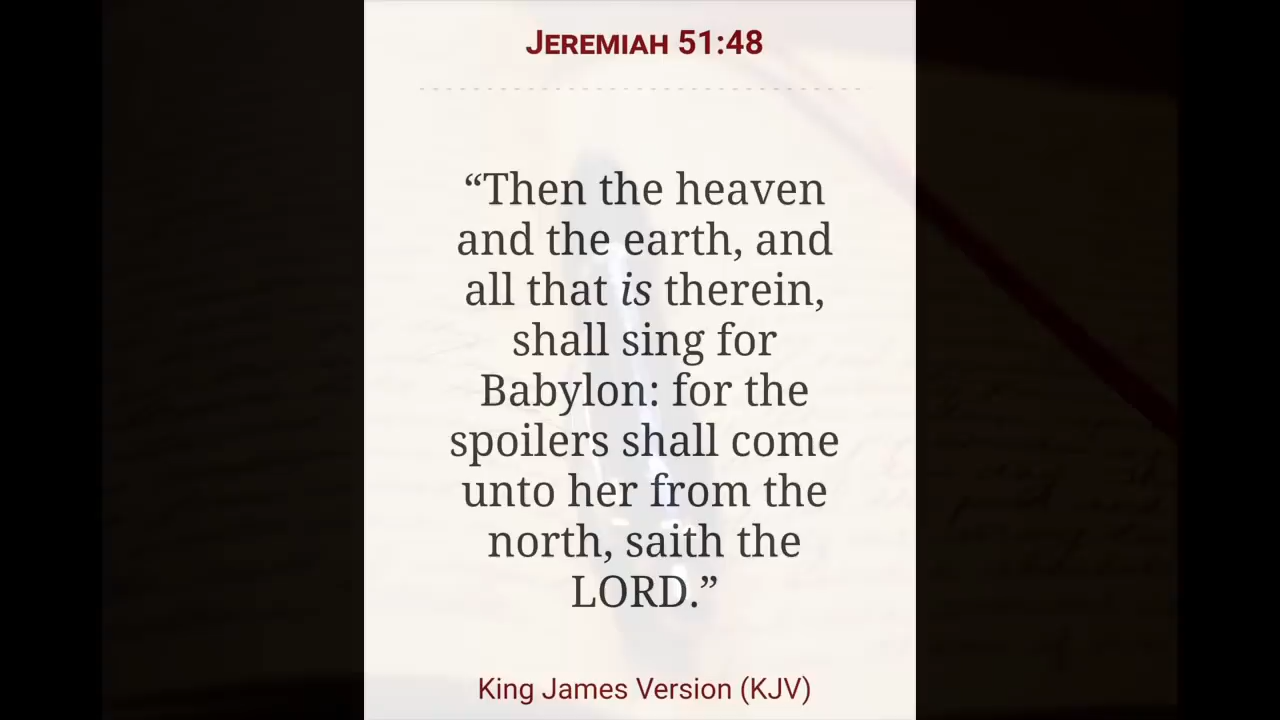 JEREMIAH 51:48
“Then the heaven
and the earth, and
all that is therein,
shall sing for
Babylon: for the
spoilers shall come
unto her from the
north, saith the
LORD.”
King James Version (KJV)